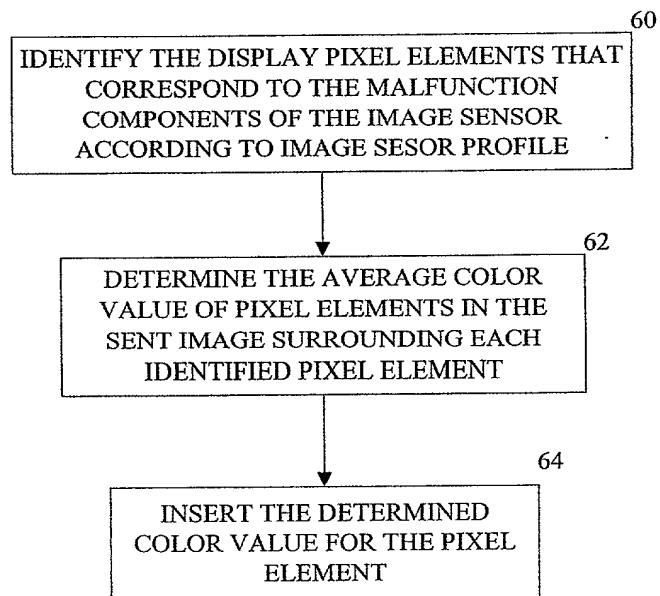 60
IDENTIFY THE DISPLAY PIXEL ELEMENTS THAT
CORRESPOND TO THE MALFUNCTION
COMPONENTS OF THE IMAGE SENSOR
ACCORDING TO IMAGE SESOR PROFILE
62
DETERMINE THE AVERAGE COLOR
VALUE OF PIXEL ELEMENTS IN THE
SENT IMAGE SURROUNDING EACH
IDENTIFIED PIXEL ELEMENT
64
INSERT THE DETERMINED
COLOR VALUE FOR THE PIXEL
ELEMENT